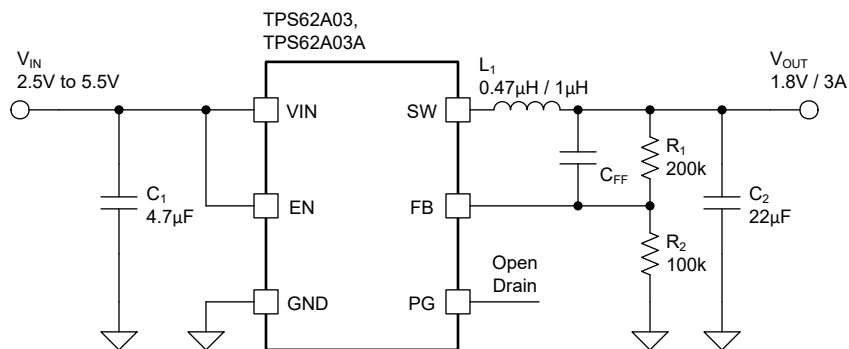 TPS62A03,
TPS62A03A
V_IN
2.5V to 5.5V
L_1
0.47µH / 1µH
V_OUT
1.8V / 3A
VIN
SW
C_FF
R_1
200k
C_1
4.7µF
EN
FB
C_2
22µF
R_2
100k
GND
PG
Open
Drain